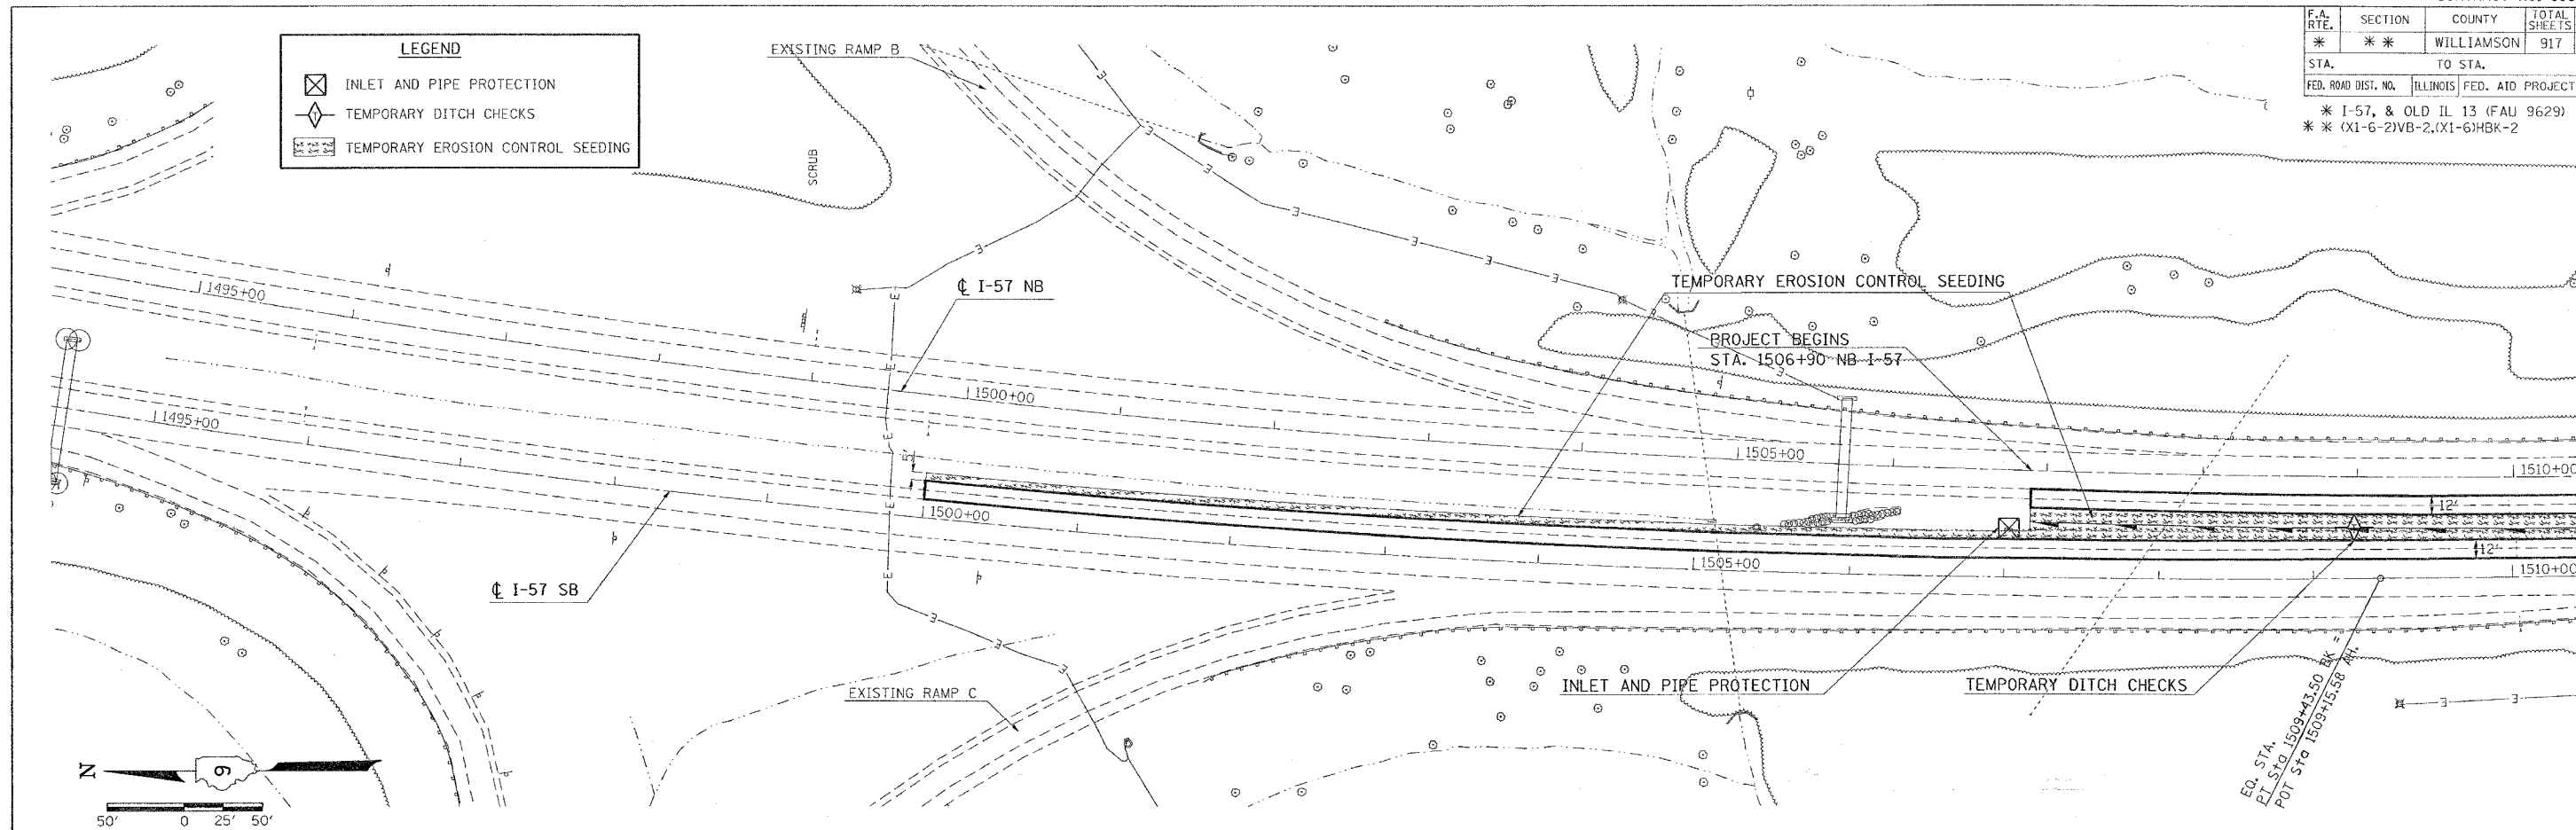 LEGEND
INLET AND PIPE PROTECTION
T
TEMPORARY DITCH CHECKS
TEMPORARY EROSION CONTROL SEEDING
F.A. RTE. SECTION COUNTY TOTAL SHEETS
* * * WILLIAMSON 917
STA. TO STA.
FED. ROAD DIST. NO. ILLINOIS FED. AID PROJECT
* I-57, & OLD IL 13 (FAU 9629)
* * (X1-6-2)VB-2,(X1-6)HBK-2
EXISTING RAMP B
SCRUB
℄ I-57 NB
TEMPORARY EROSION CONTROL SEEDING
PROJECT BEGINS
STA. 1506+90 NB I-57
1495+00
1500+00
1505+00
1510+00
1495+00
1500+00
1505+00
1510+00
5'
12'
12'
℄ I-57 SB
EXISTING RAMP C
INLET AND PIPE PROTECTION
TEMPORARY DITCH CHECKS
EQ. STA.
PT Sta 1509+43.50 BK =
POT Sta 1509+15.58 AH.
N
9
50' 0 25' 50'